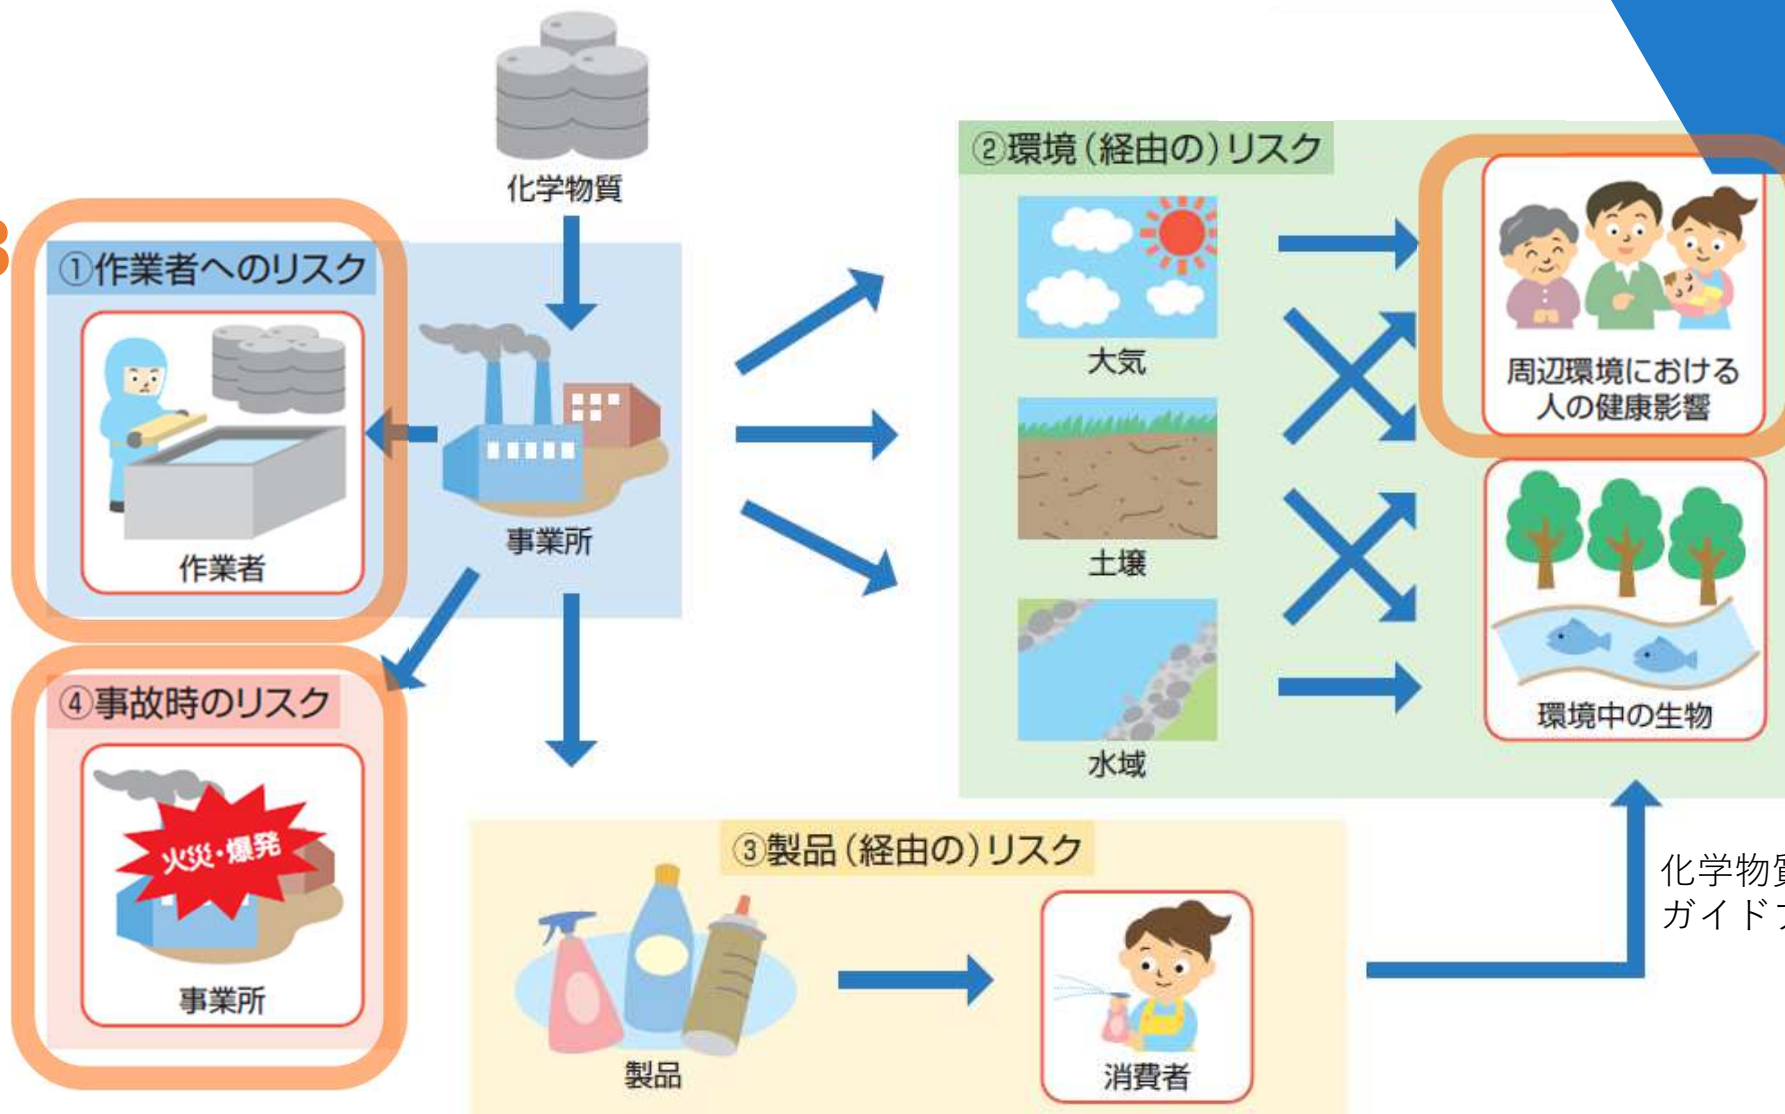 化学物質
①作業者へのリスク
作業者
事業所
②環境(経由の)リスク
大気
土壌
水域
周辺環境における
人の健康影響
環境中の生物
④事故時のリスク
火災・爆発
事業所
③製品(経由の)リスク
製品
消費者
化学物質
ガイドブ